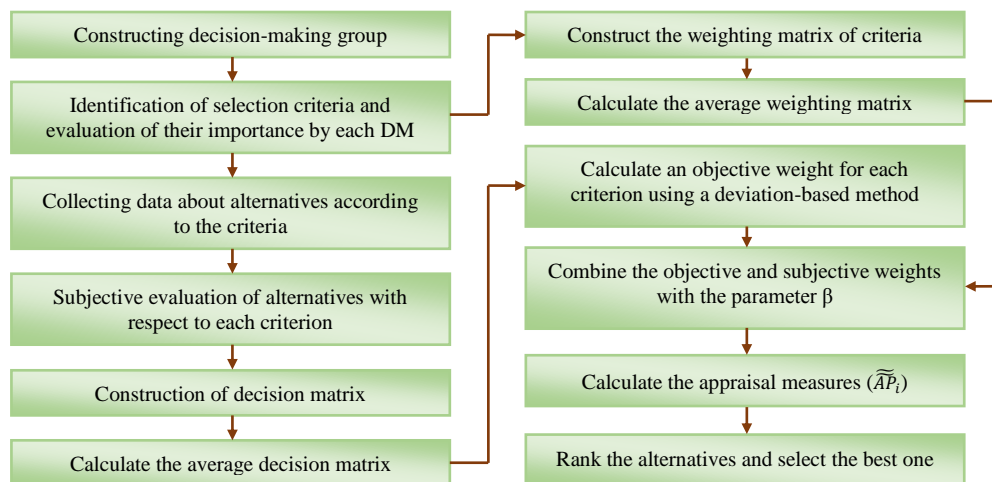 Constructing decision-making group
Identification of selection criteria and
evaluation of their importance by each DM
Collecting data about alternatives according
to the criteria
Subjective evaluation of alternatives with
respect to each criterion
Construction of decision matrix
Calculate the average decision matrix
Construct the weighting matrix of criteria
Calculate the average weighting matrix
Calculate an objective weight for each
criterion using a deviation-based method
Combine the objective and subjective weights
with the parameter β
Calculate the appraisal measures (\(\widetilde{\widetilde{AP}}_i\))
Rank the alternatives and select the best one